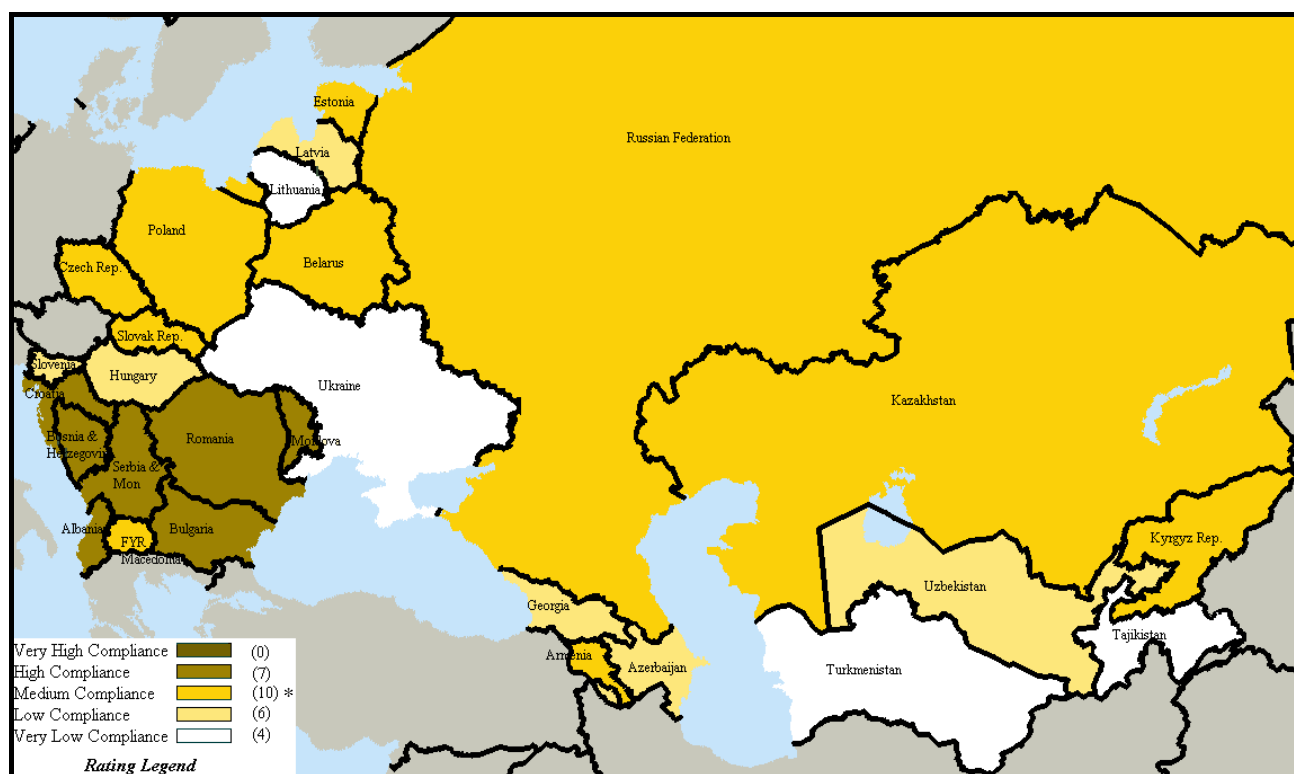 Estonia
Russian Federation
Latvia
Lithuania
Poland
Belarus
Czech Rep.
Slovak Rep.
Slovenia
Hungary
Ukraine
Croatia
Kazakhstan
Bosnia &
Herzegovin
Romania
Moldova
Serbia &
Mon
Albania
Bulgaria
FYR
Macedonia
Kyrgyz Rep.
Uzbekistan
Georgia
Tajikistan
Armenia
Azerbaijan
Turkmenistan
Very High Compliance (0)
High Compliance (7)
Medium Compliance (10) *
Low Compliance (6)
Very Low Compliance (4)
Rating Legend